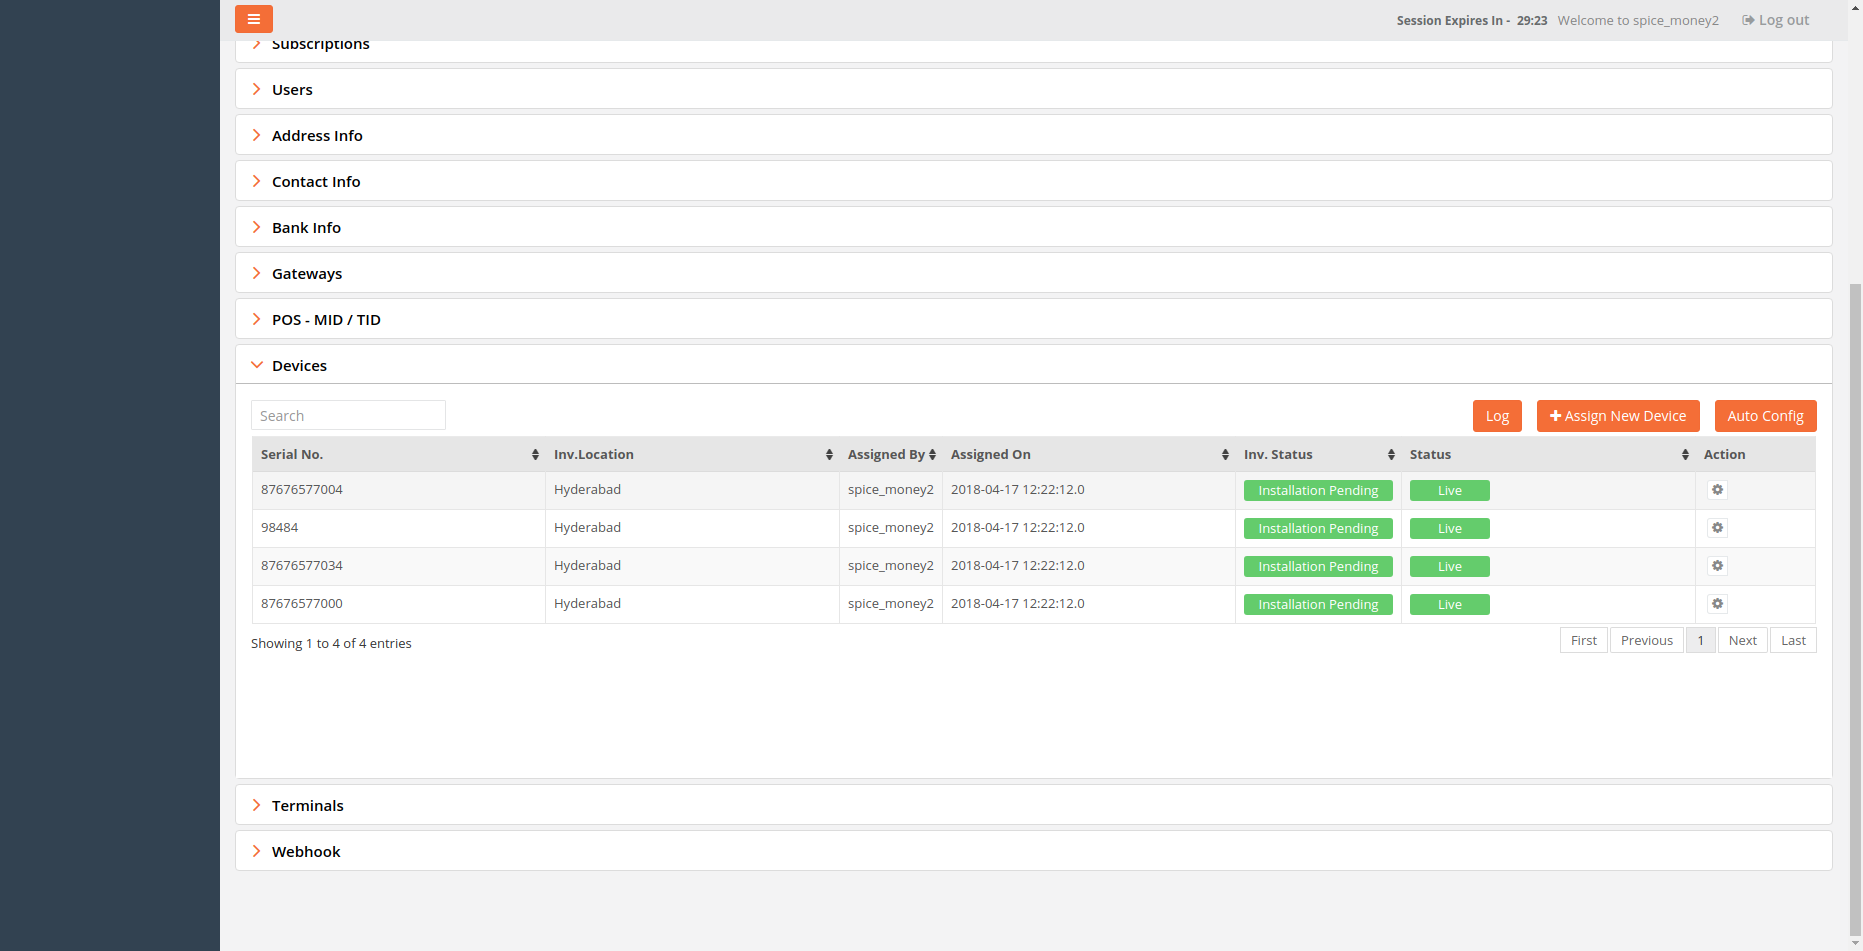 Session Expires In - 29:23 Welcome to spice_money2 Log out
Subscriptions
Users
Address Info
Contact Info
Bank Info
Gateways
POS - MID / TID
Devices
Search Log Assign New Device Auto Config
Serial No. Inv.Location Assigned By Assigned On Inv. Status Status Action
87676577004 Hyderabad spice_money2 2018-04-17 12:22:12.0 Installation Pending Live
98484 Hyderabad spice_money2 2018-04-17 12:22:12.0 Installation Pending Live
87676577034 Hyderabad spice_money2 2018-04-17 12:22:12.0 Installation Pending Live
87676577000 Hyderabad spice_money2 2018-04-17 12:22:12.0 Installation Pending Live
Showing 1 to 4 of 4 entries First Previous 1 Next Last
Terminals
Webhook